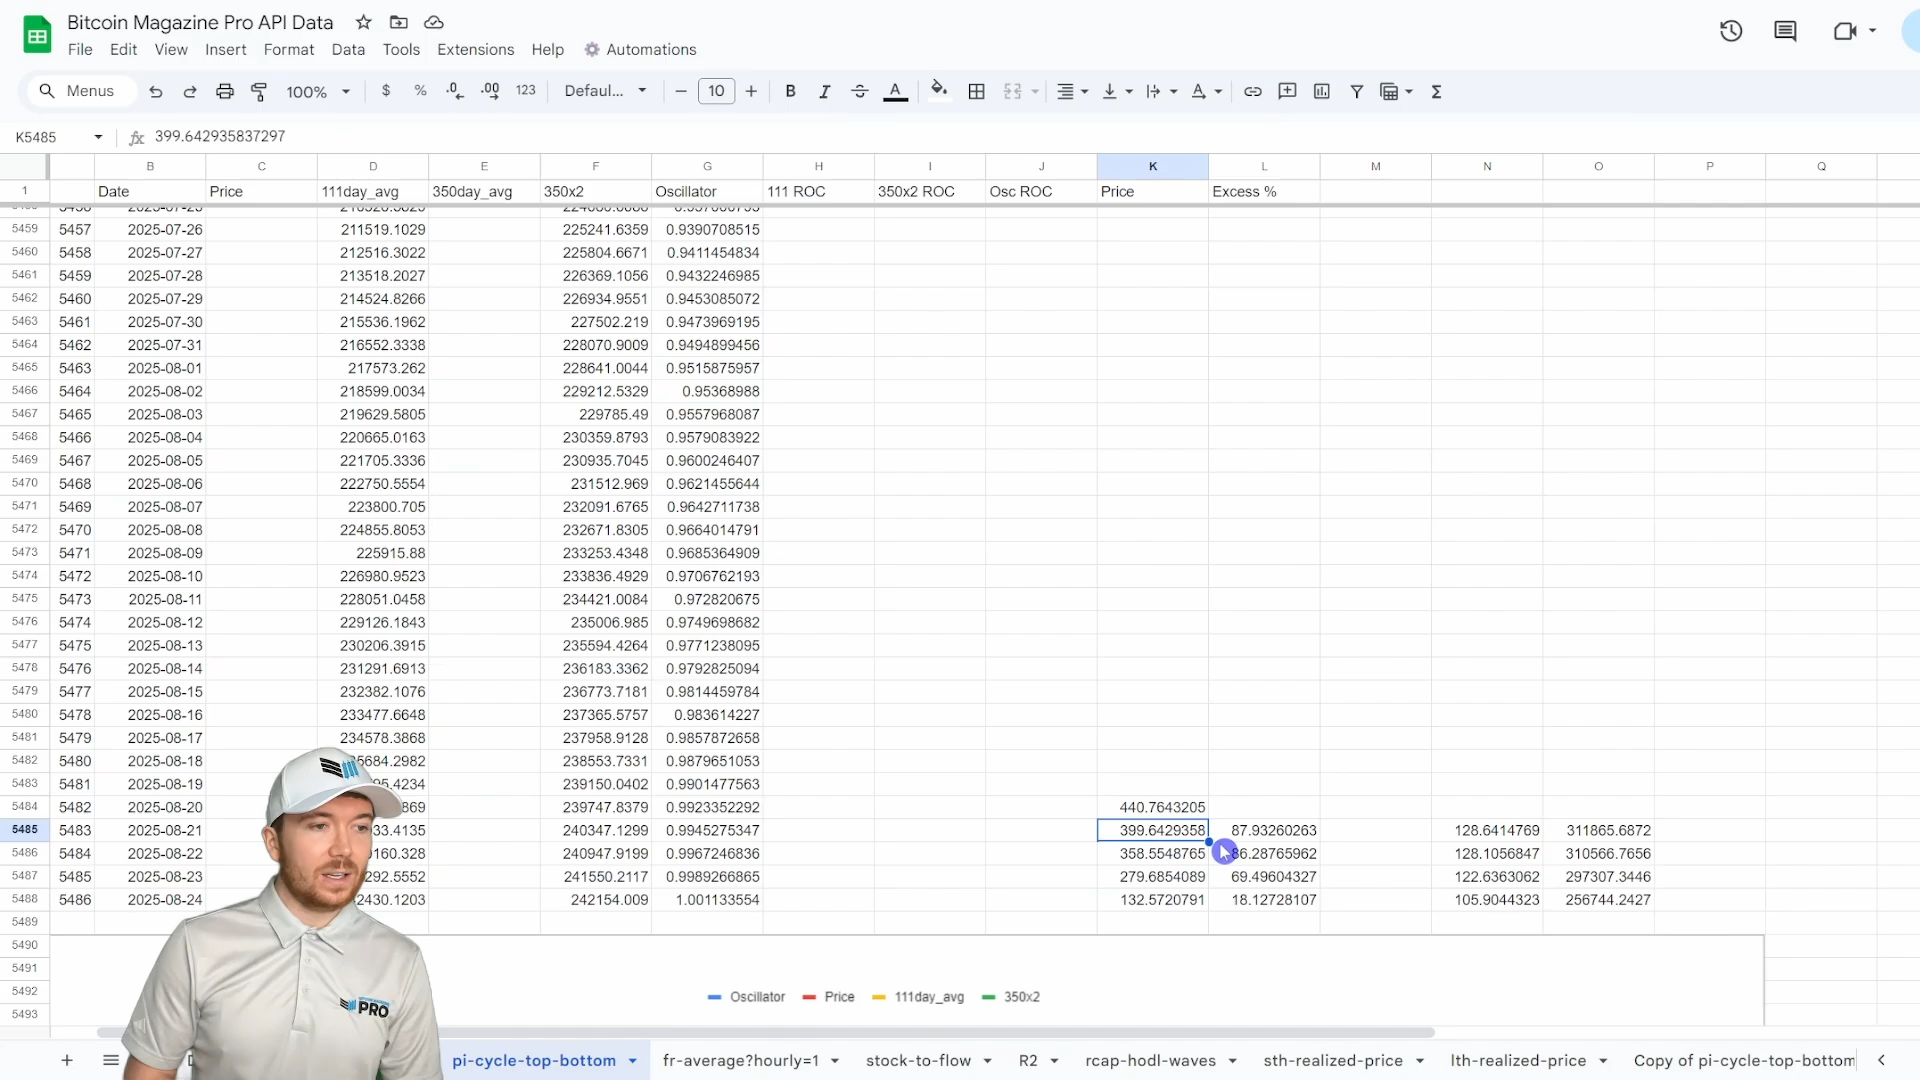 Bitcoin Magazine Pro API Data
File Edit View Insert Format Data Tools Extensions Help Automations
Menus 100% $ % .0 .00 123 Defaul... 10 B I A
K5485 fx 399.642935837297
B C D E F G H I J K L M N O P Q
1 Date Price 111day_avg 350day_avg 350x2 Oscillator 111 ROC 350x2 ROC Osc ROC Price Excess %
5459 5457 2025-07-26 211519.1029 225241.6359 0.9390708515
5460 5458 2025-07-27 212516.3022 225804.6671 0.9411454834
5461 5459 2025-07-28 213518.2027 226369.1056 0.9432246985
5462 5460 2025-07-29 214524.8266 226934.9551 0.9453085072
5463 5461 2025-07-30 215536.1962 227502.219 0.9473969195
5464 5462 2025-07-31 216552.3338 228070.9009 0.9494899456
5465 5463 2025-08-01 217573.262 228641.0044 0.9515875957
5466 5464 2025-08-02 218599.0034 229212.5329 0.95368988
5467 5465 2025-08-03 219629.5805 229785.49 0.9557968087
5468 5466 2025-08-04 220665.0163 230359.8793 0.9579083922
5469 5467 2025-08-05 221705.3336 230935.7045 0.9600246407
5470 5468 2025-08-06 222750.5554 231512.969 0.9621455644
5471 5469 2025-08-07 223800.705 232091.6765 0.9642711738
5472 5470 2025-08-08 224855.8053 232671.8305 0.9664014791
5473 5471 2025-08-09 225915.88 233253.4348 0.9685364909
5474 5472 2025-08-10 226980.9523 233836.4929 0.9706762193
5475 5473 2025-08-11 228051.0458 234421.0084 0.972820675
5476 5474 2025-08-12 229126.1843 235006.985 0.9749698682
5477 5475 2025-08-13 230206.3915 235594.4264 0.9771238095
5478 5476 2025-08-14 231291.6913 236183.3362 0.9792825094
5479 5477 2025-08-15 232382.1076 236773.7181 0.9814459784
5480 5478 2025-08-16 233477.6648 237365.5757 0.983614227
5481 5479 2025-08-17 234578.3868 237958.9128 0.9857872658
5482 5480 2025-08-18 5684.2982 238553.7331 0.9879651053
5483 5481 2025-08-19 5.4234 239150.0402 0.9901477563
5484 5482 2025-08-20 869 239747.8379 0.9923352292 440.7643205
5485 5483 2025-08-21 33.4135 240347.1299 0.9945275347 399.6429358 87.93260263 128.6414769 311865.6872
5486 5484 2025-08-22 160.328 240947.9199 0.9967246836 358.5548765 86.28765962 128.1056847 310566.7656
5487 5485 2025-08-23 292.5552 241550.2117 0.9989266865 279.6854089 69.49604327 122.6363062 297307.3446
5488 5486 2025-08-24 2430.1203 242154.009 1.001133554 132.5720791 18.12728107 105.9044323 256744.2427
5489
5490
5491
5492 Oscillator Price 111day_avg 350x2
5493
PRO
pi-cycle-top-bottom fr-average?hourly=1 stock-to-flow R2 rcap-hodl-waves sth-realized-price lth-realized-price Copy of pi-cycle-top-bottom